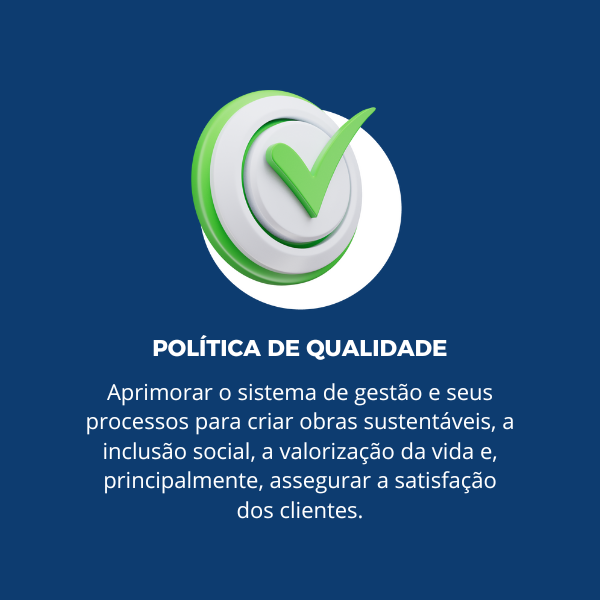 POLÍTICA DE QUALIDADE
Aprimorar o sistema de gestão e seus
processos para criar obras sustentáveis, a
inclusão social, a valorização da vida e,
principalmente, assegurar a satisfação
dos clientes.